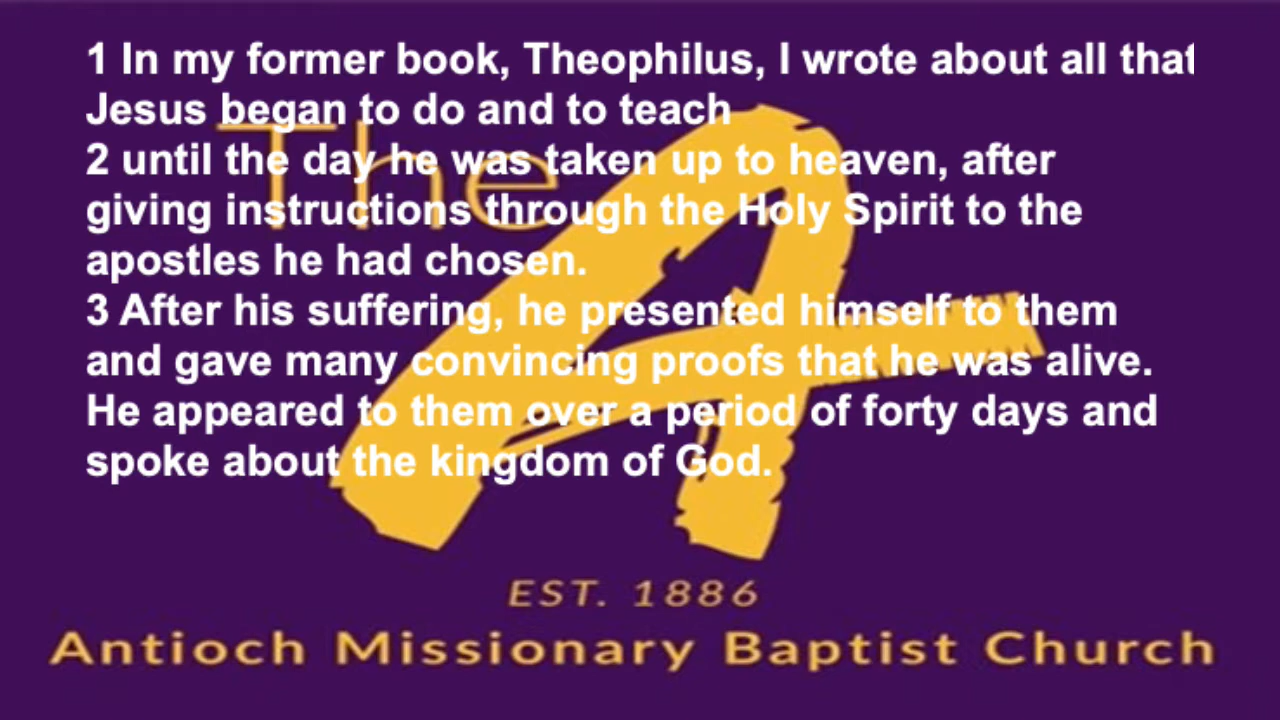 1 In my former book, Theophilus, I wrote about all that
Jesus began to do and to teach
2 until the day he was taken up to heaven, after
giving instructions through the Holy Spirit to the
apostles he had chosen.
3 After his suffering, he presented himself to them
and gave many convincing proofs that he was alive.
He appeared to them over a period of forty days and
spoke about the kingdom of God.
The
A
EST. 1886
Antioch Missionary Baptist Church